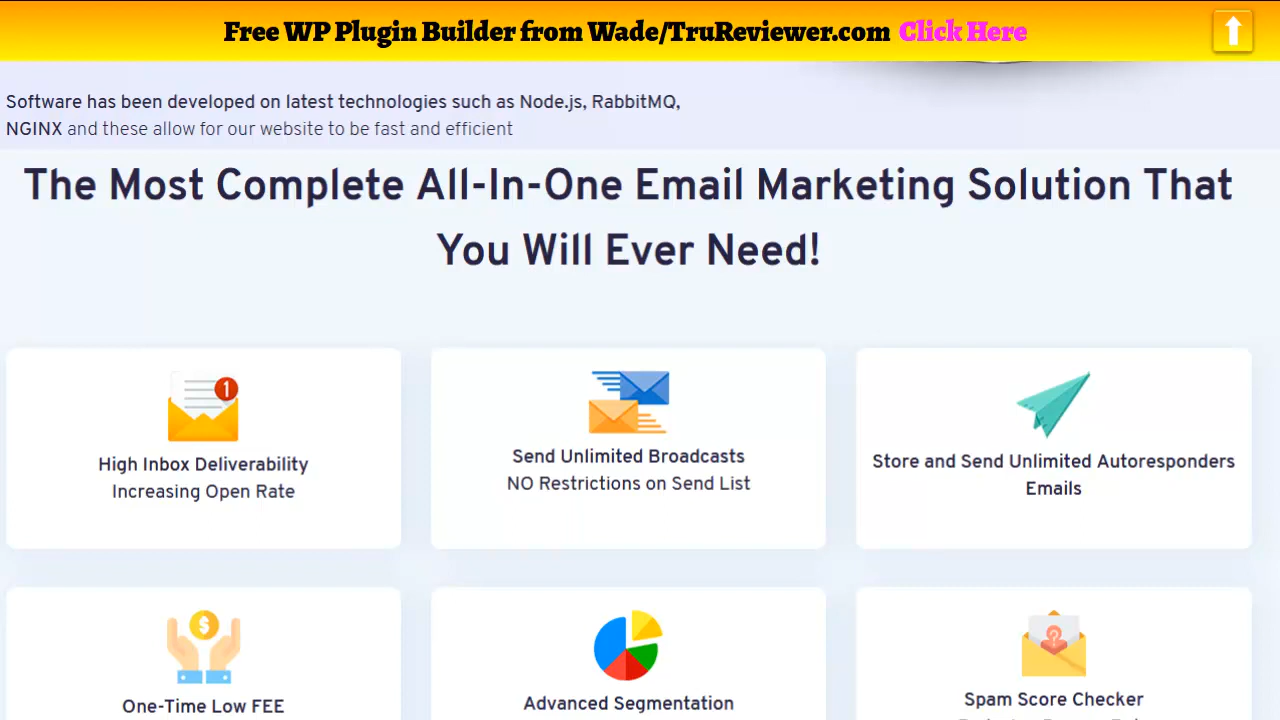 Free WP Plugin Builder from Wade/TruReviewer.com Click Here
Software has been developed on latest technologies such as Node.js, RabbitMQ,
NGINX and these allow for our website to be fast and efficient
The Most Complete All-In-One Email Marketing Solution That
You Will Ever Need!
1
High Inbox Deliverability
Increasing Open Rate
Send Unlimited Broadcasts
NO Restrictions on Send List
Store and Send Unlimited Autoresponders
Emails
$
One-Time Low FEE
Advanced Segmentation
?
Spam Score Checker